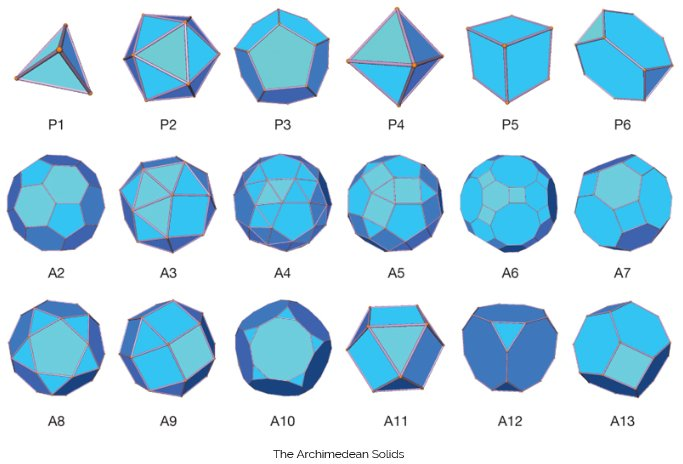 P1 P2 P3 P4 P5 P6
A2 A3 A4 A5 A6 A7
A8 A9 A10 A11 A12 A13
The Archimedean Solids